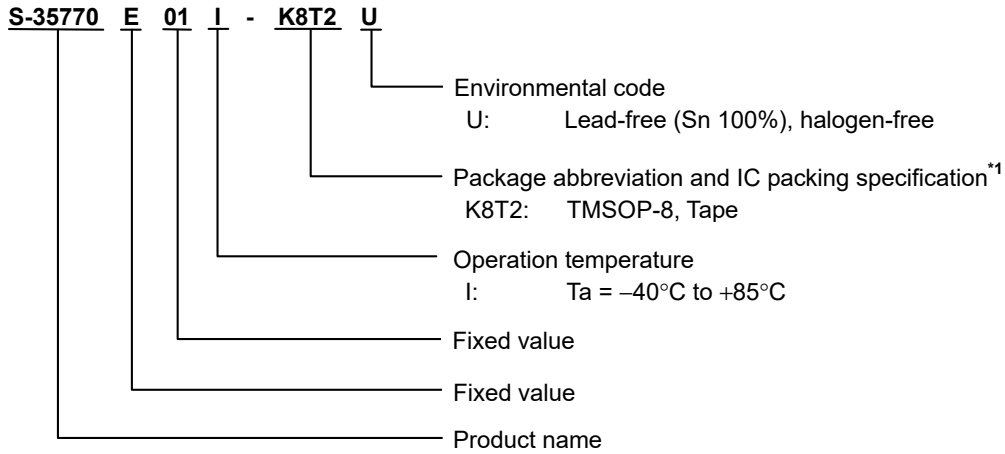 S-35770 E 01 I - K8T2 U
Environmental code
U: Lead-free (Sn 100%), halogen-free
Package abbreviation and IC packing specification*1
K8T2: TMSOP-8, Tape
Operation temperature
I: Ta = −40°C to +85°C
Fixed value
Fixed value
Product name